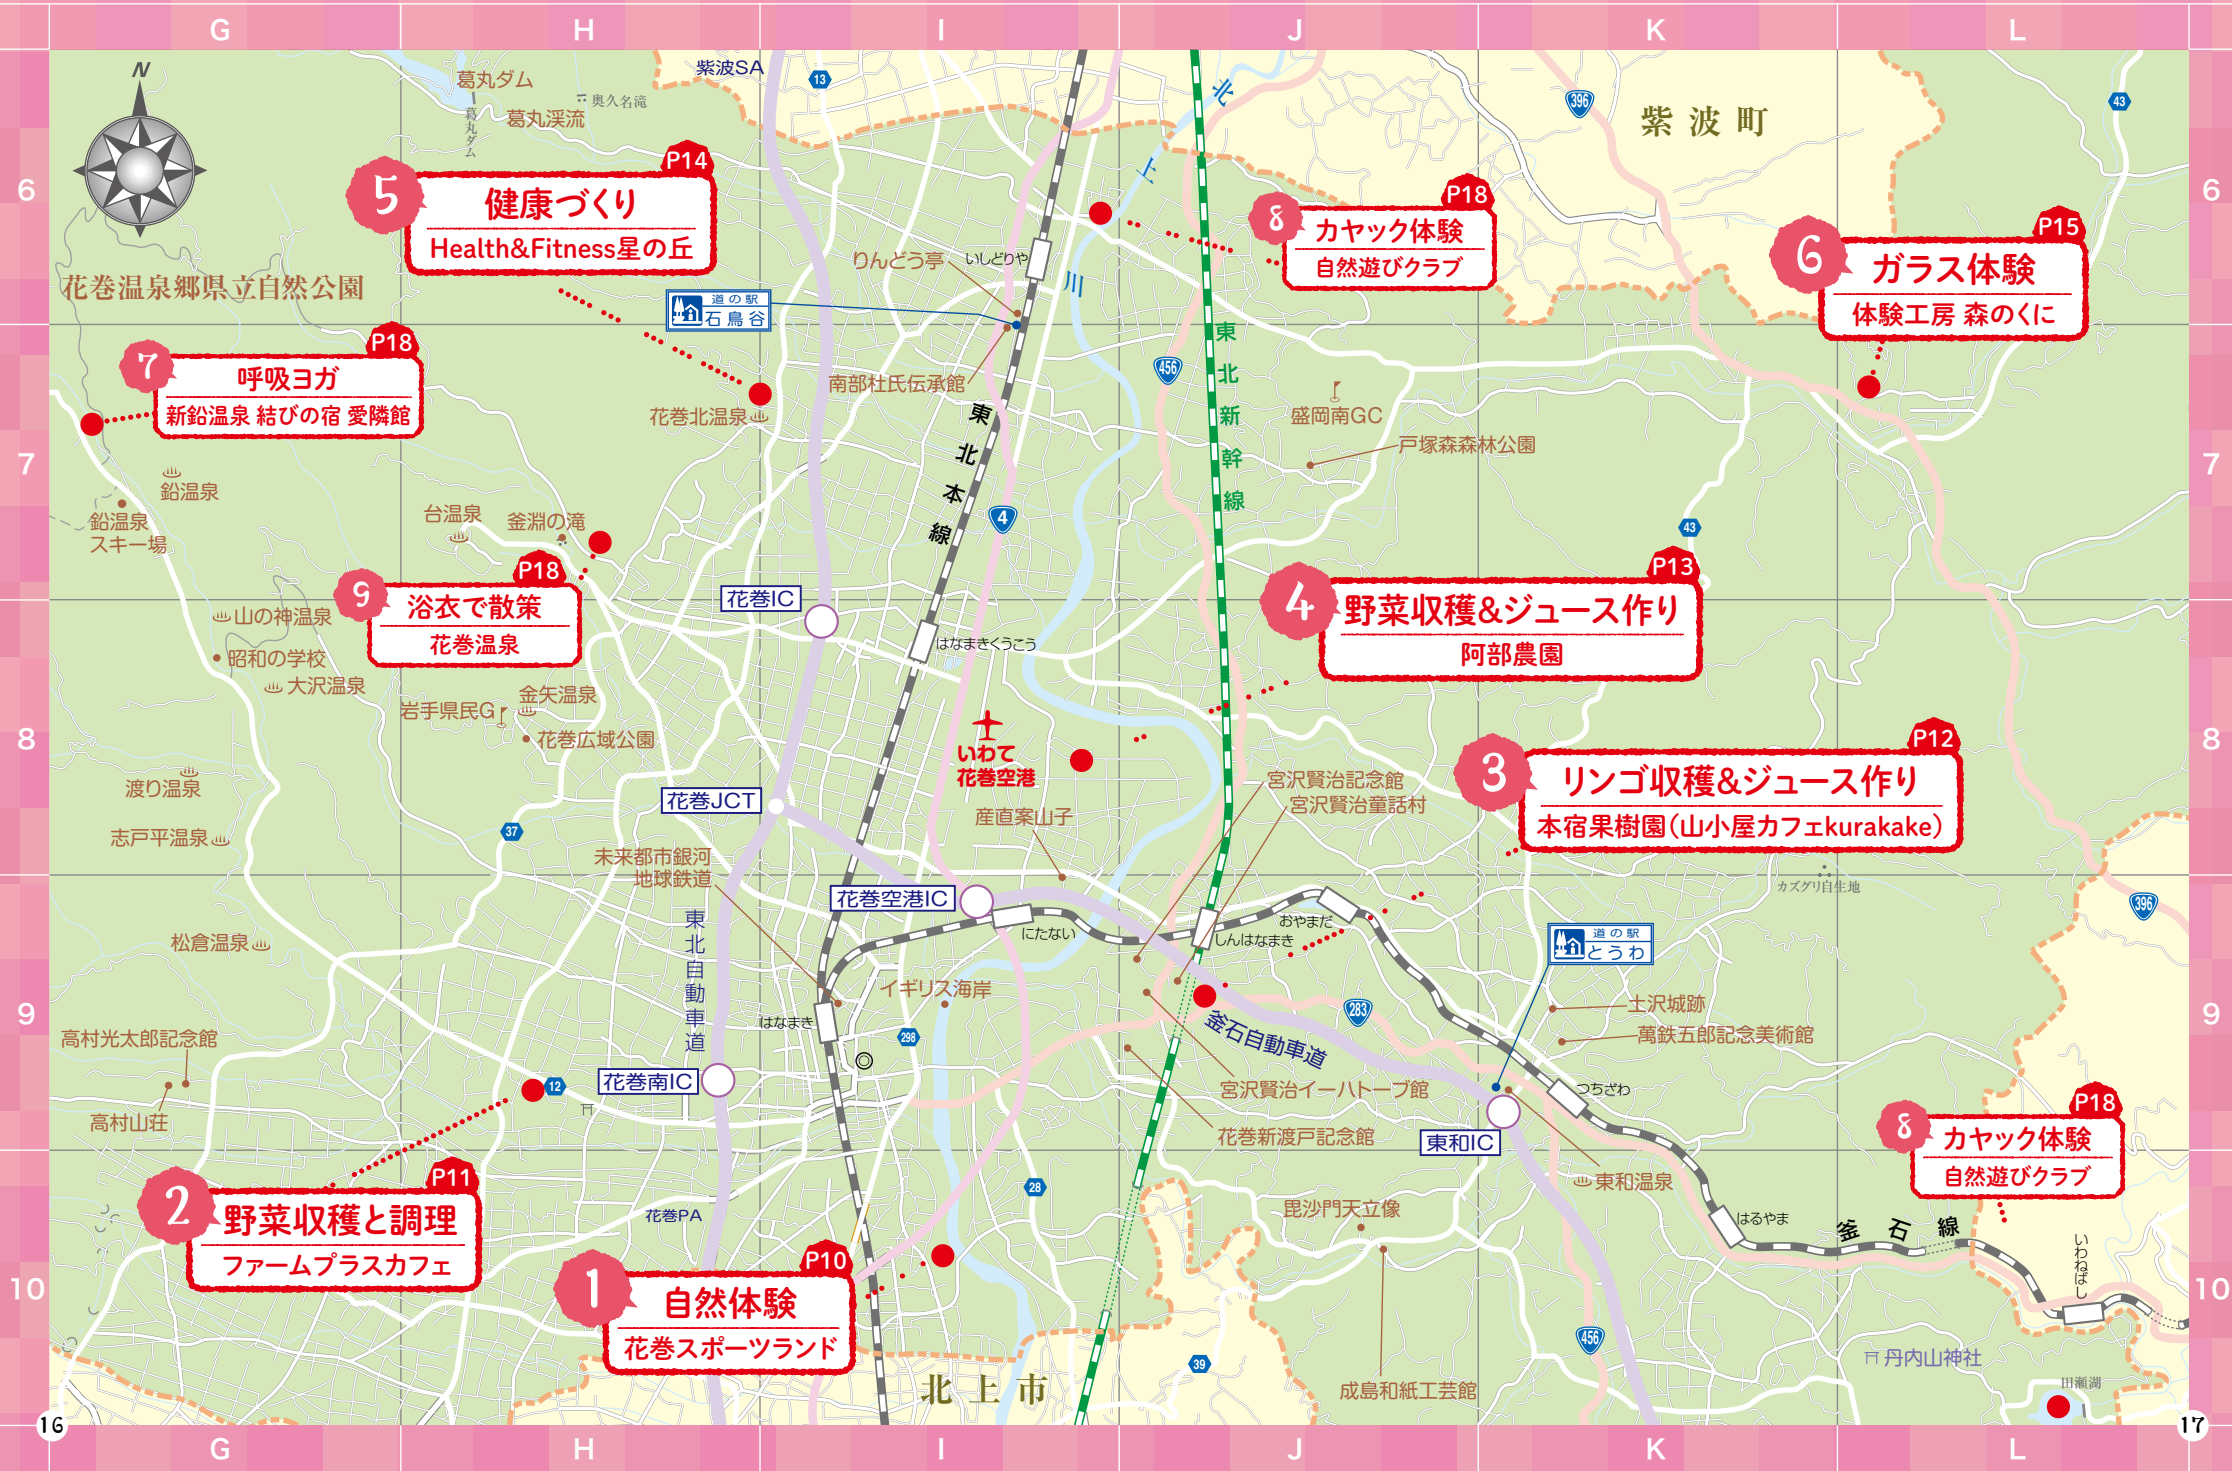 G
H
I
J
K
L
6
7
8
9
10
6
7
8
9
10
G
H
I
J
K
L
16
17
N
葛丸ダム
葛丸ダム
葛丸渓流
奥久名滝
紫波SA
13
北
上
川
396
紫波町
43
花巻温泉郷県立自然公園
5
P14
健康づくり
Health&Fitness星の丘
8
P18
カヤック体験
自然遊びクラブ
6
P15
ガラス体験
体験工房 森のくに
りんどう亭
いしどりや
道の駅
石鳥谷
7
P18
呼吸ヨガ
新鉛温泉 結びの宿 愛隣館
南部杜氏伝承館
花巻北温泉
東北本線
東北新幹線
456
盛岡南GC
戸塚森森林公園
4
43
鉛温泉
鉛温泉
スキー場
台温泉
釜淵の滝
9
P18
浴衣で散策
花巻温泉
花巻IC
はなまきくうこう
4
P13
野菜収穫&ジュース作り
阿部農園
山の神温泉
昭和の学校
大沢温泉
金矢温泉
岩手県民G
花巻広域公園
いわて
花巻空港
3
P12
リンゴ収穫&ジュース作り
本宿果樹園(山小屋カフェkurakake)
渡り温泉
志戸平温泉
37
花巻JCT
産直案山子
宮沢賢治記念館
宮沢賢治童話村
未来都市銀河
地球鉄道
花巻空港IC
カズグリ自生地
396
松倉温泉
東北自動車道
にたない
しんはなまき
おやまだ
道の駅
とうわ
イギリス海岸
はなまき
298
283
釜石自動車道
土沢城跡
萬鉄五郎記念美術館
高村光太郎記念館
高村山荘
12
花巻南IC
宮沢賢治イーハトーブ館
花巻新渡戸記念館
東和IC
つちざわ
東和温泉
8
P18
カヤック体験
自然遊びクラブ
2
P11
野菜収穫と調理
ファームプラスカフェ
花巻PA
28
毘沙門天立像
はるやま
釜石線
いわねばし
1
P10
自然体験
花巻スポーツランド
北上市
39
成島和紙工芸館
456
丹内山神社
田瀬湖